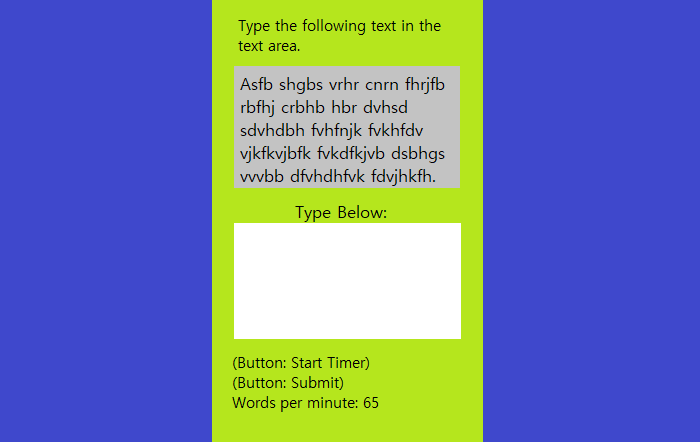 Type the following text in the
text area.
Asfb shgbs vrhr cnrn fhrjfb
rbfhj crbhb hbr dvhsd
sdvhdbh fvhfnjk fvkhfdv
vjkfkvjbfk fvkdfkjvb dsbhgs
vvvbb dfvhdhfvk fdvjhkfh.
Type Below:
(Button: Start Timer)
(Button: Submit)
Words per minute: 65